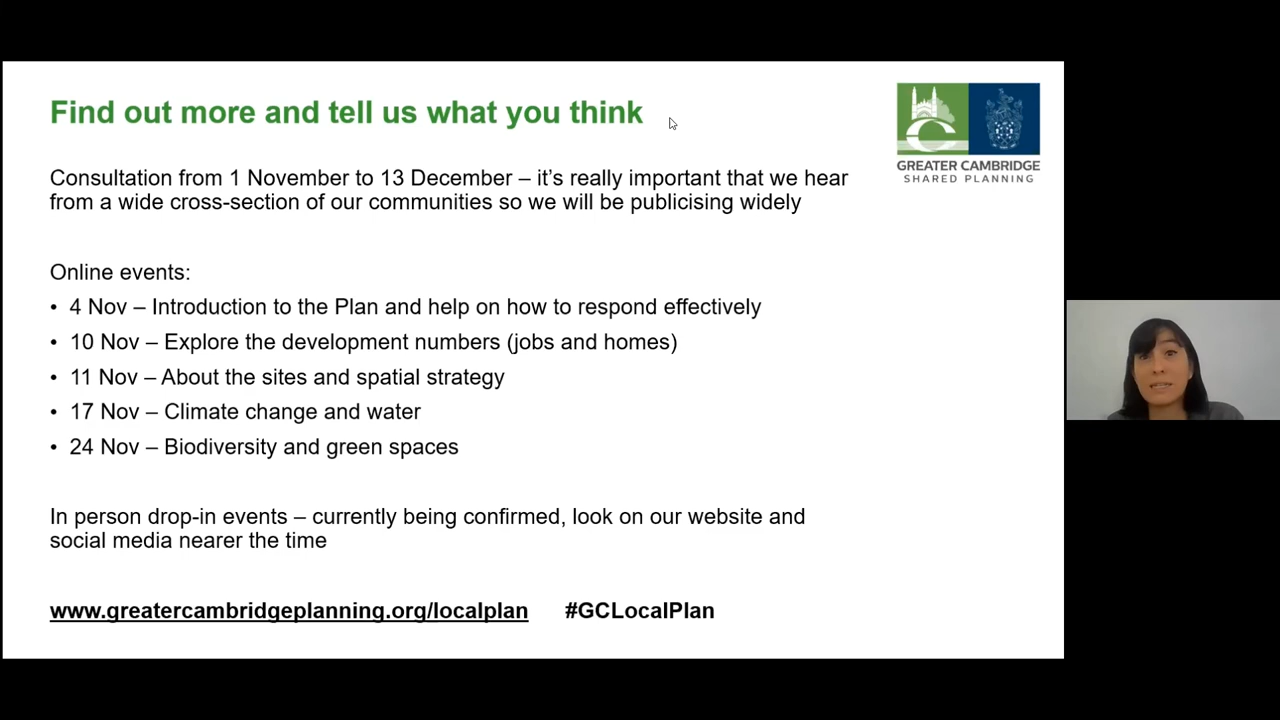 Find out more and tell us what you think
GREATER CAMBRIDGE
SHARED PLANNING
Consultation from 1 November to 13 December – it’s really important that we hear
from a wide cross-section of our communities so we will be publicising widely
Online events:
• 4 Nov – Introduction to the Plan and help on how to respond effectively
• 10 Nov – Explore the development numbers (jobs and homes)
• 11 Nov – About the sites and spatial strategy
• 17 Nov – Climate change and water
• 24 Nov – Biodiversity and green spaces
In person drop-in events – currently being confirmed, look on our website and
social media nearer the time
www.greatercambridgeplanning.org/localplan #GCLocalPlan